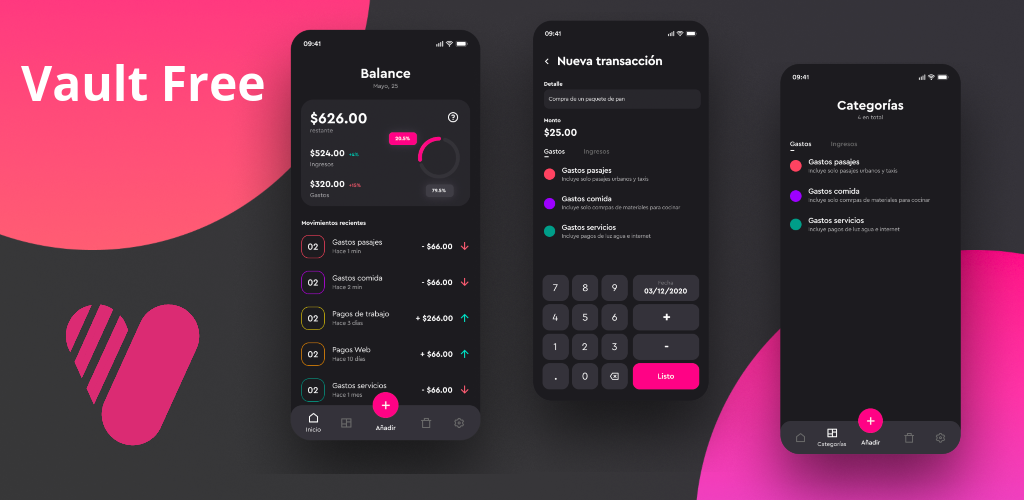 Vault Free
09:41
Balance
Mayo, 25
$626.00
restante
20.5%
$524.00 +6%
Ingresos
$320.00 +15%
Gastos
79.5%
Movimientos recientes
02 Gastos pasajes - $66.00
Hace 1 min
02 Gastos comida - $66.00
Hace 2 min
02 Pagos de trabajo + $266.00
Hace 3 días
02 Pagos Web + $66.00
Hace 10 días
02 Gastos servicios - $66.00
Hace 1 mes
Inicio
+
Añadir
09:41
Nueva transacción
Detalle
Compra de un paquete de pan
Monto
$25.00
Gastos Ingresos
Gastos pasajes
Incluye solo pasajes urbanos y taxis
Gastos comida
Incluye solo comrpas de materiales para cocinar
Gastos servicios
Incluye pagos de luz agua e internet
7 8 9 Fecha
03/12/2020
4 5 6 +
1 2 3 -
. 0 Listo
09:41
Categorías
4 en total
Gastos Ingresos
Gastos pasajes
Incluye solo pasajes urbanos y taxis
Gastos comida
Incluye solo comrpas de materiales para cocinar
Gastos servicios
Incluye pagos de luz agua e internet
Categorías
+
Añadir